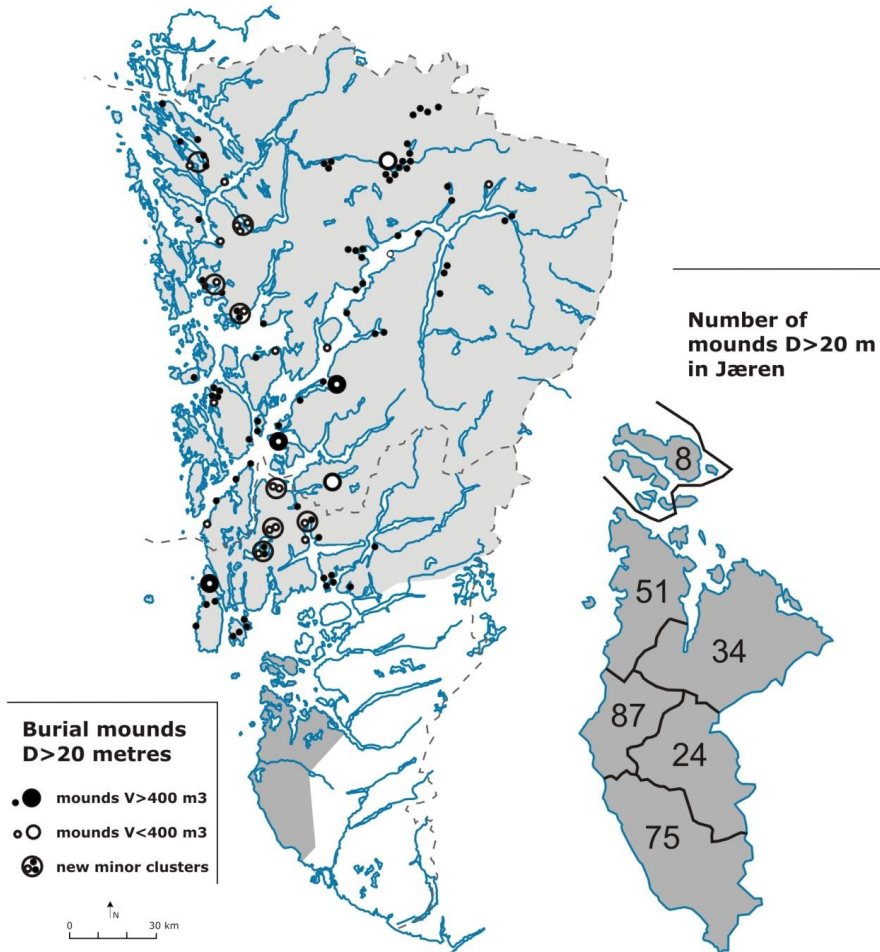 Number of
mounds D>20 m
in Jæren
8
51
34
87
24
75
Burial mounds
D>20 metres
mounds V>400 m3
mounds V<400 m3
new minor clusters
N
0 30 km